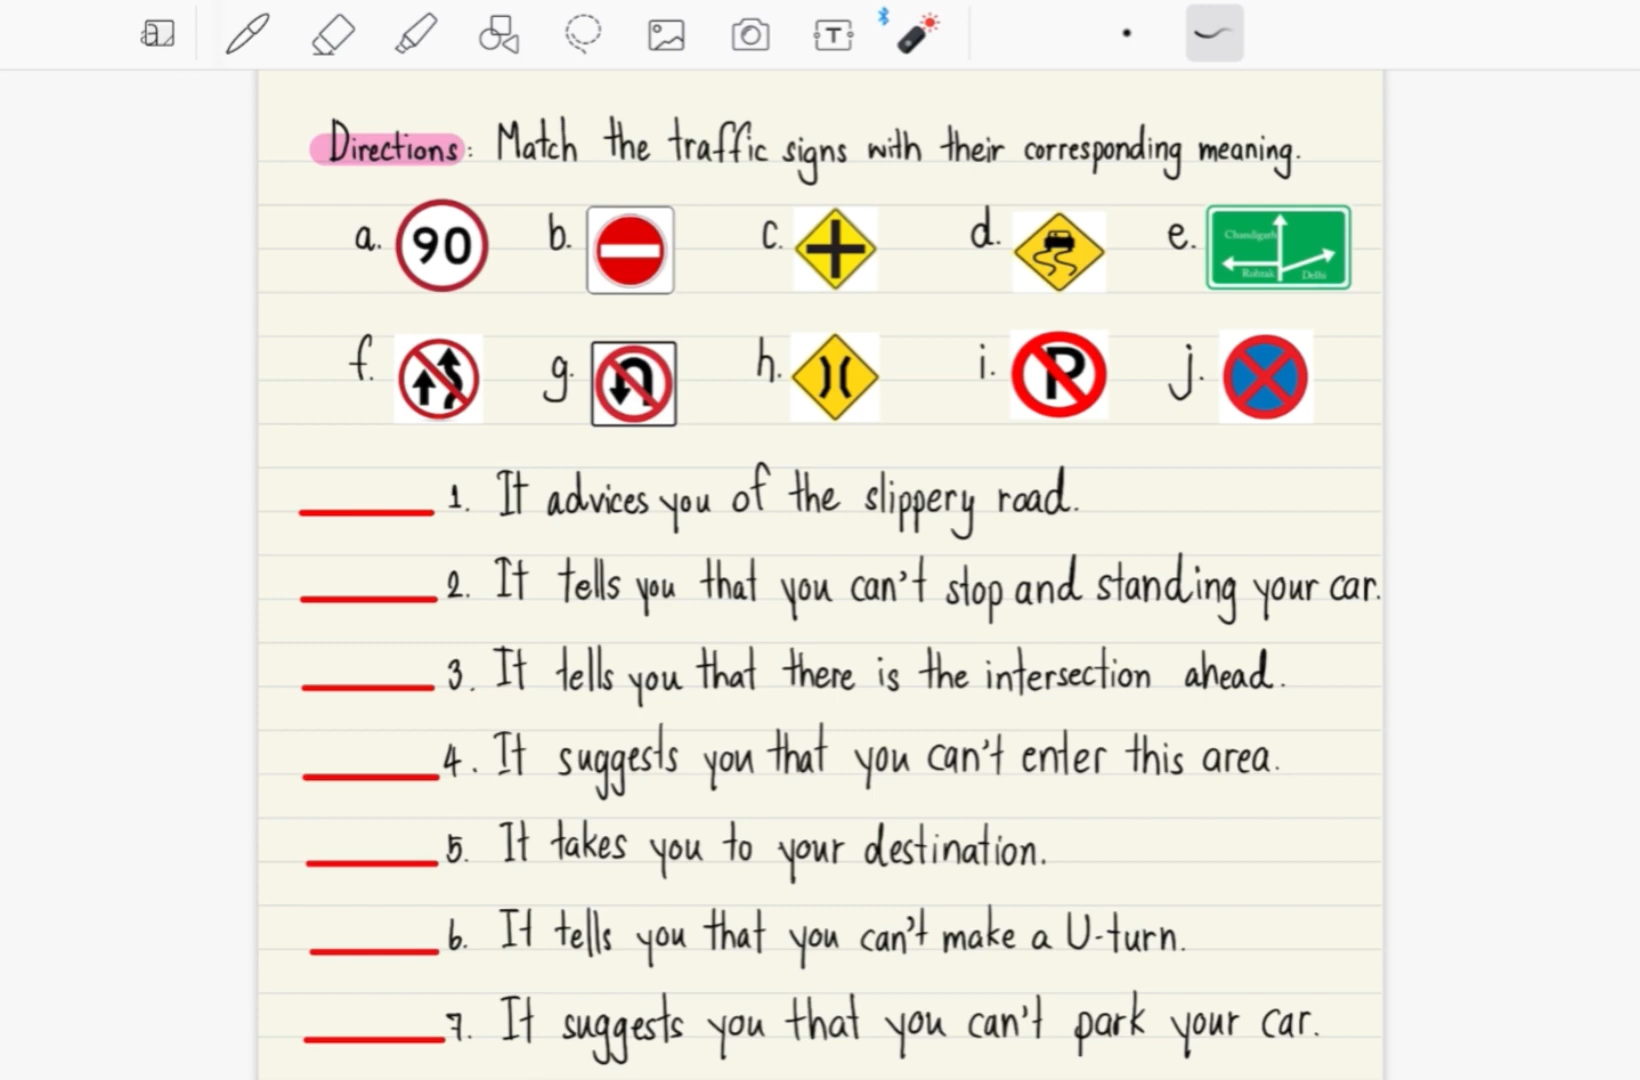 Directions: Match the traffic signs with their corresponding meaning.
a. 90 b. c. d. e. Chandigarh Rohtak Delhi
f. g. h. i. P j.
1. It advices you of the slippery road.
2. It tells you that you can't stop and standing your car.
3. It tells you that there is the intersection ahead.
4. It suggests you that you can't enter this area.
5. It takes you to your destination.
6. It tells you that you can't make a U-turn.
7. It suggests you that you can't park your car.